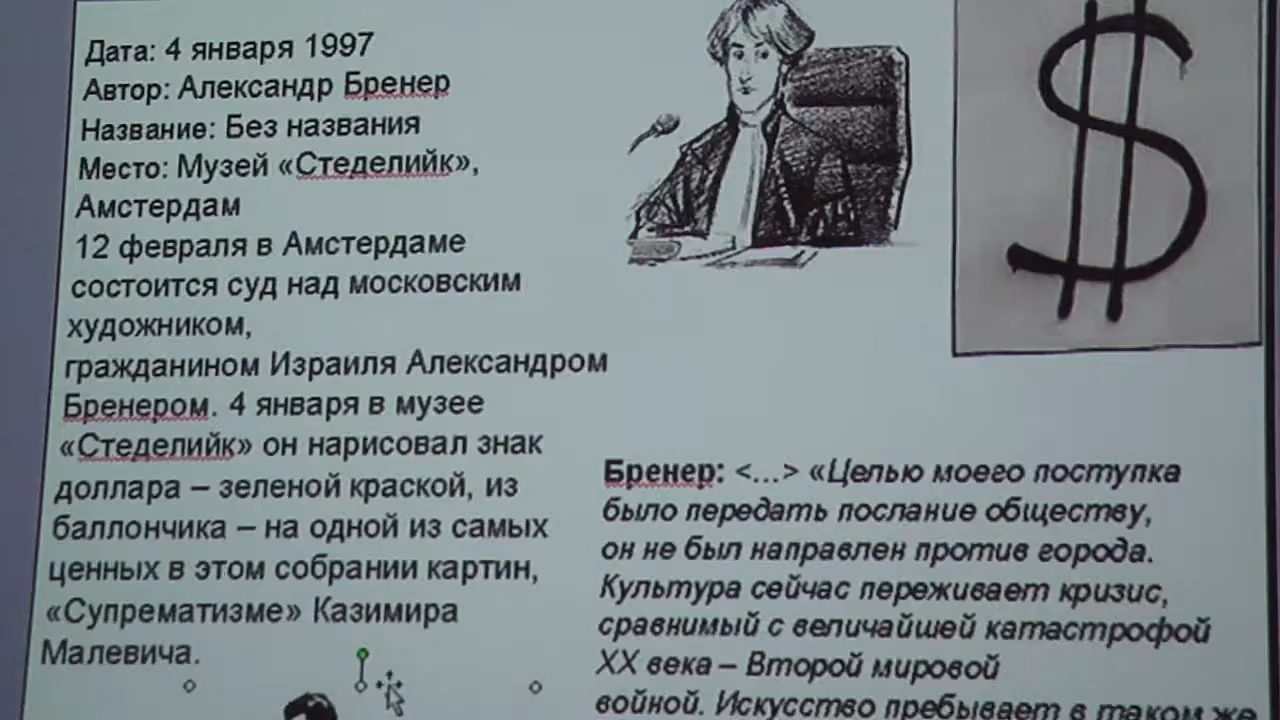 Дата: 4 января 1997
Автор: Александр Бренер
Название: Без названия
Место: Музей «Стеделийк»,
Амстердам
12 февраля в Амстердаме
состоится суд над московским
художником,
гражданином Израиля Александром
Бренером. 4 января в музее
«Стеделийк» он нарисовал знак
доллара – зеленой краской, из
баллончика – на одной из самых
ценных в этом собрании картин,
«Супрематизме» Казимира
Малевича.
Бренер: <...> «Целью моего поступка
было передать послание обществу,
он не был направлен против города.
Культура сейчас переживает кризис,
сравнимый с величайшей катастрофой
XX века – Второй мировой
войной. Искусство пребывает в таком же